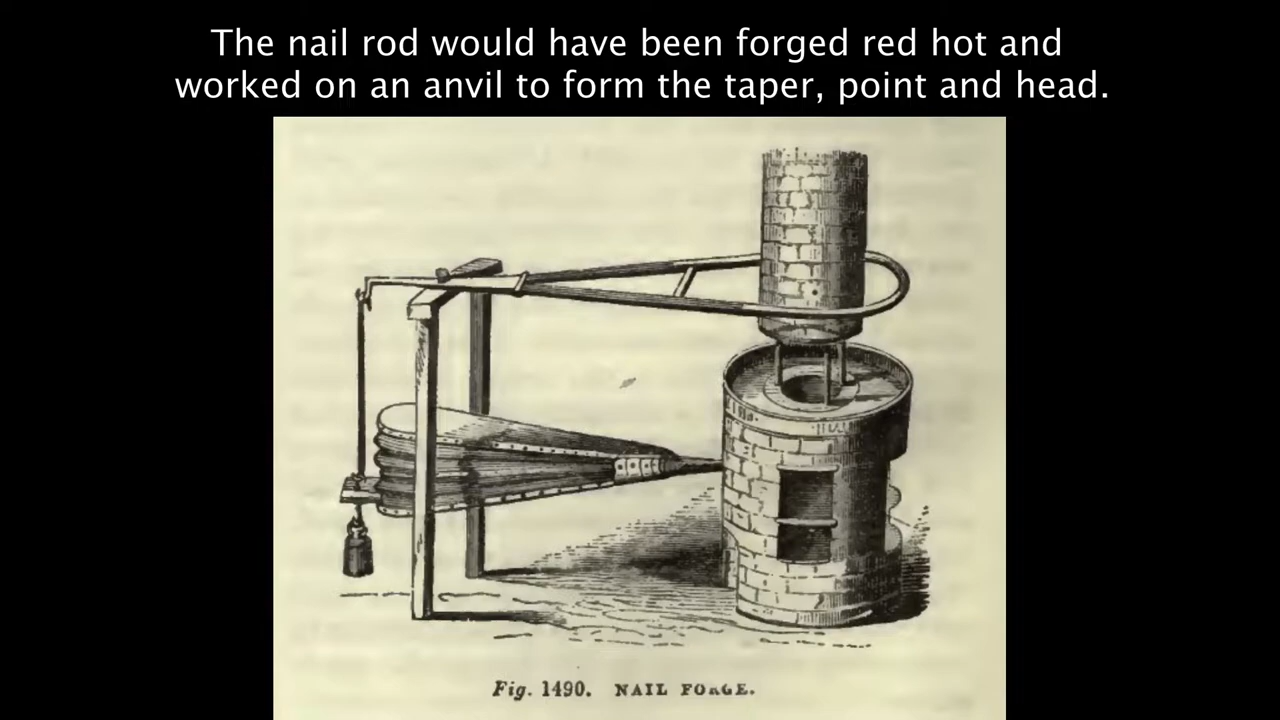 The nail rod would have been forged red hot and
worked on an anvil to form the taper, point and head.
Fig. 1490. NAIL FORGE.